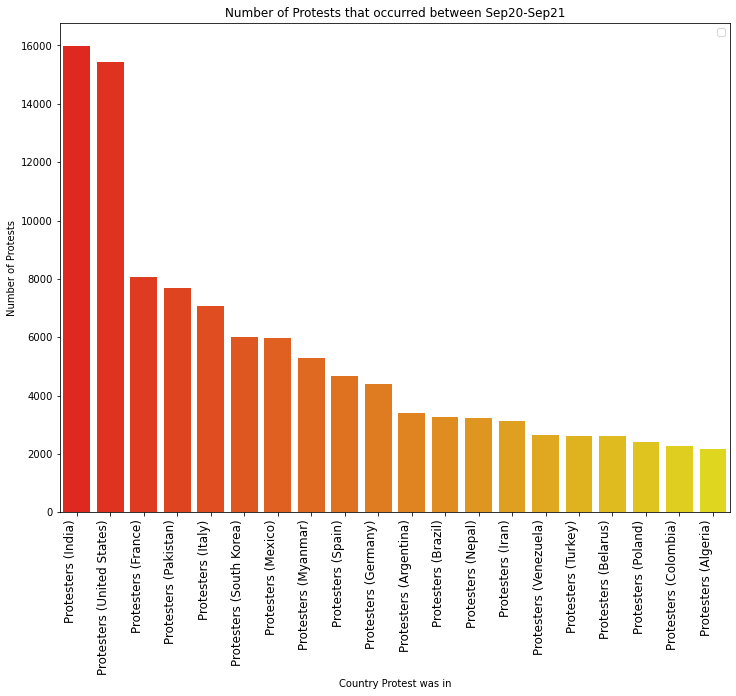 Number of Protests that occurred between Sep20-Sep21
Number of Protests
16000
14000
12000
10000
8000
6000
4000
2000
0
Protesters (India)
Protesters (United States)
Protesters (France)
Protesters (Pakistan)
Protesters (Italy)
Protesters (South Korea)
Protesters (Mexico)
Protesters (Myanmar)
Protesters (Spain)
Protesters (Germany)
Protesters (Argentina)
Protesters (Brazil)
Protesters (Nepal)
Protesters (Iran)
Protesters (Venezuela)
Protesters (Turkey)
Protesters (Belarus)
Protesters (Poland)
Protesters (Colombia)
Protesters (Algeria)
Country Protest was in